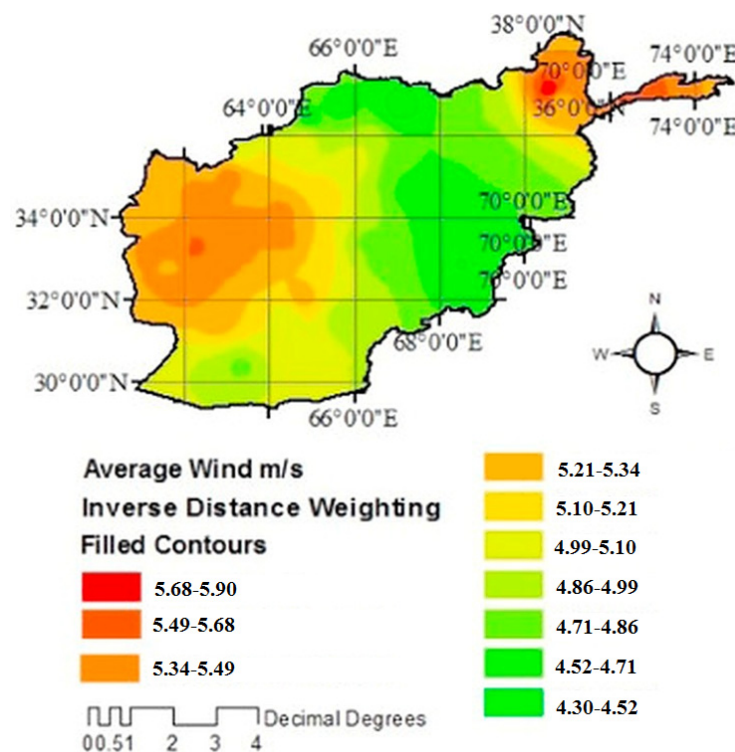 38°0'0"N
66°0'0"E
74°0'0"E
70°0'0"E
64°0'0"E
36°0'0"N
74°0'0"E
70°0'0"E
34°0'0"N
70°0'0"E
70°0'0"E
32°0'0"N
68°0'0"E
30°0'0"N
66°0'0"E
N
W E
S
Average Wind m/s
Inverse Distance Weighting
Filled Contours
5.68-5.90
5.49-5.68
5.34-5.49
5.21-5.34
5.10-5.21
4.99-5.10
4.86-4.99
4.71-4.86
4.52-4.71
4.30-4.52
Decimal Degrees
00.51 2 3 4